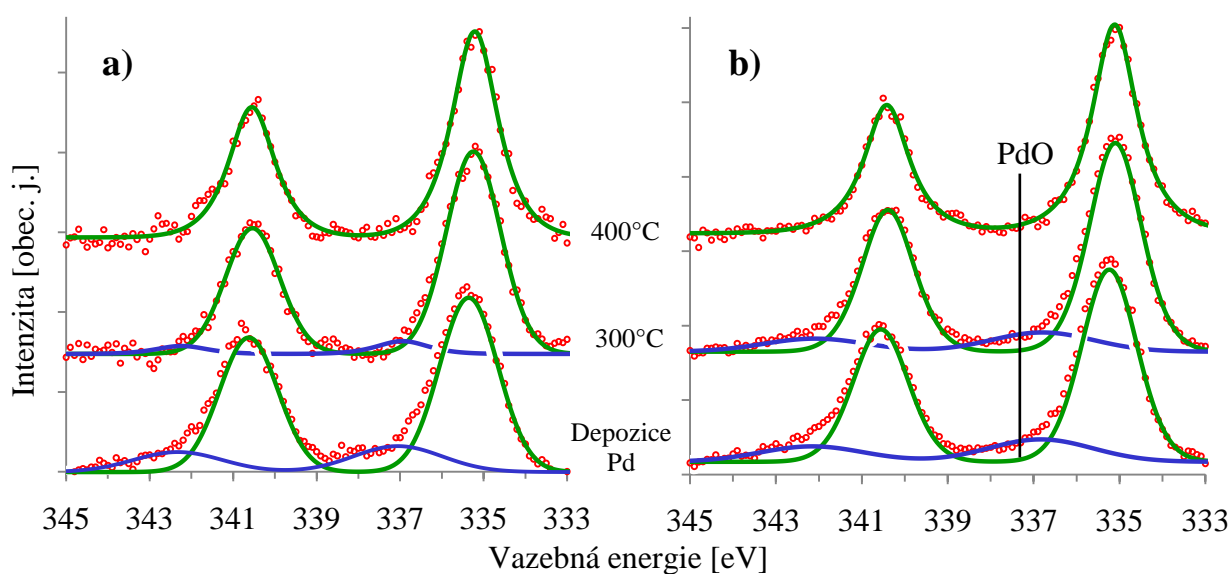 a)
b)
PdO
400°C
300°C
Depozice
Pd
Intenzita [obec. j.]
345 343 341 339 337 335 333
345 343 341 339 337 335 333
Vazebná energie [eV]